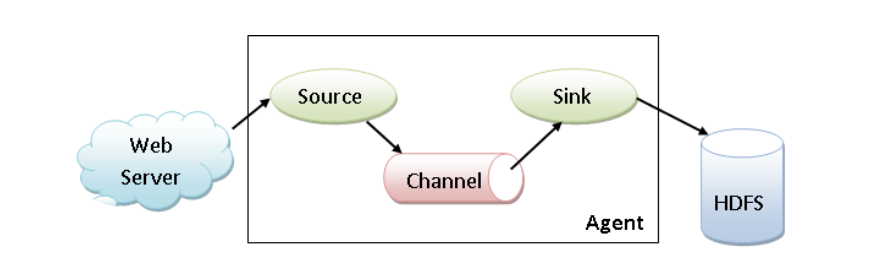 Web
Server
Source
Channel
Sink
Agent
HDFS